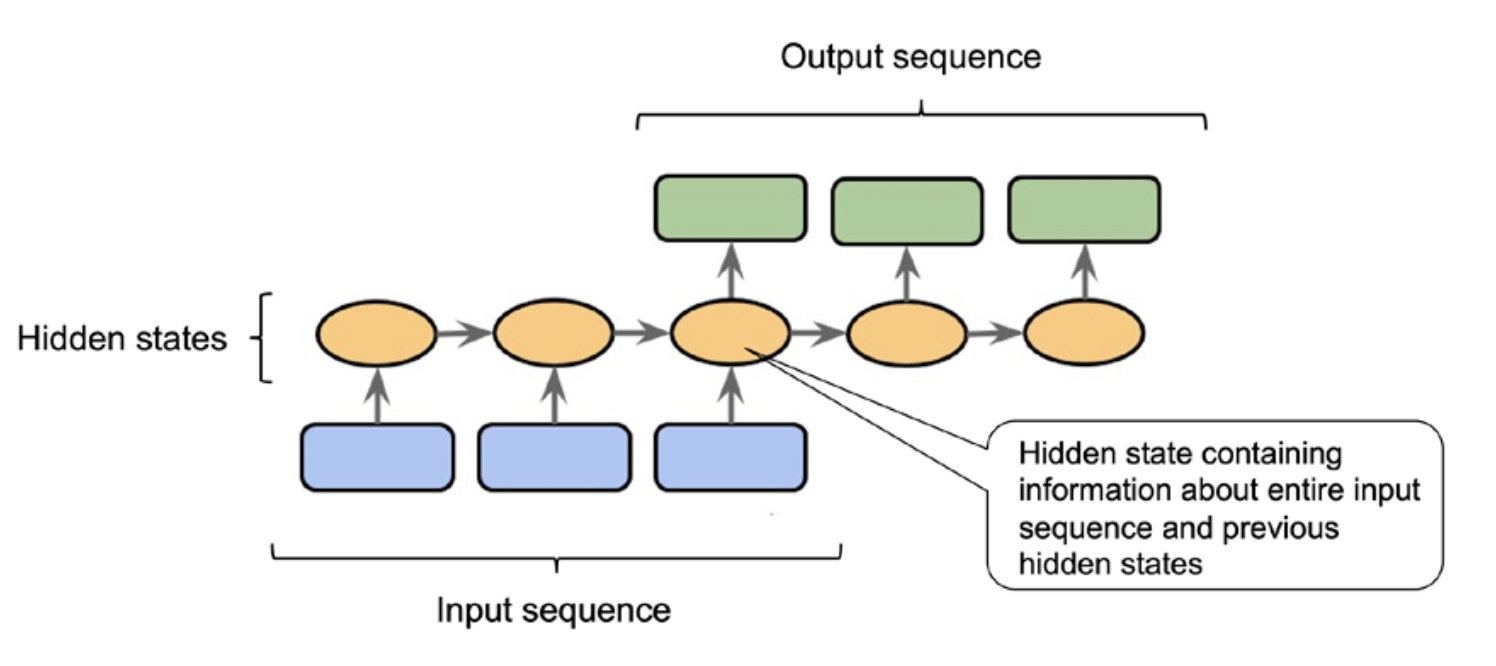 Output sequence
Hidden states
Hidden state containing
information about entire input
sequence and previous
hidden states
Input sequence